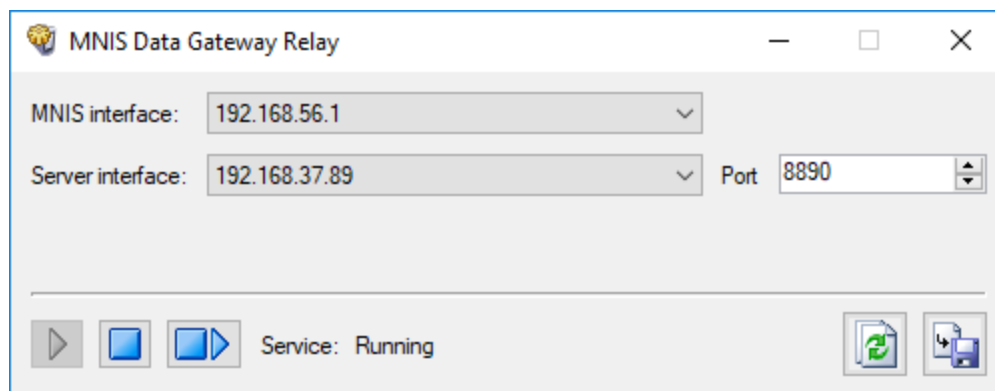 MNIS Data Gateway Relay
MNIS interface: 192.168.56.1
Server interface: 192.168.37.89 Port 8890
Service: Running